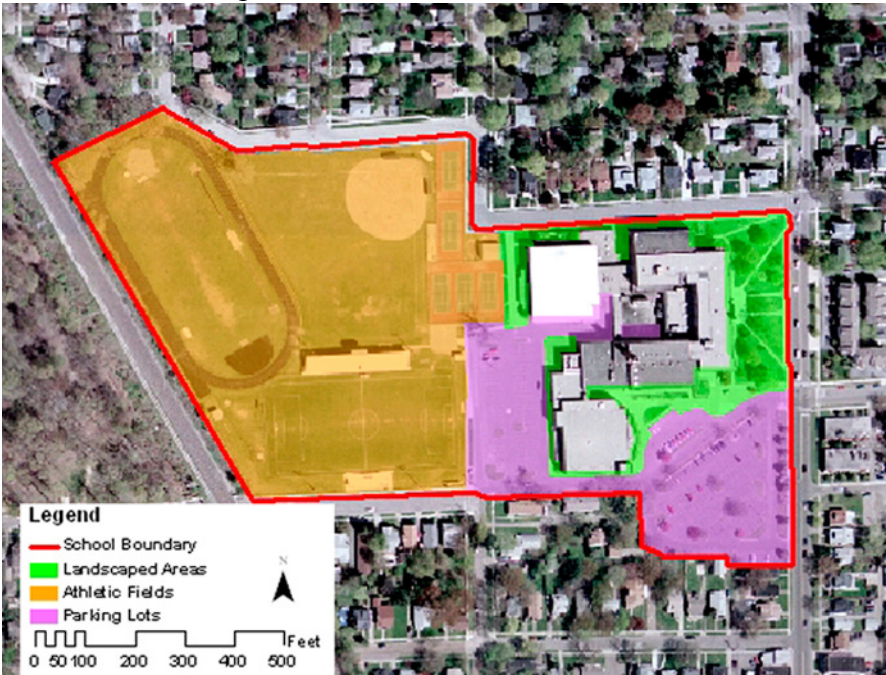 Legend
School Boundary
Landscaped Areas
Athletic Fields
Parking Lots
N
Feet
0 50 100 200 300 400 500